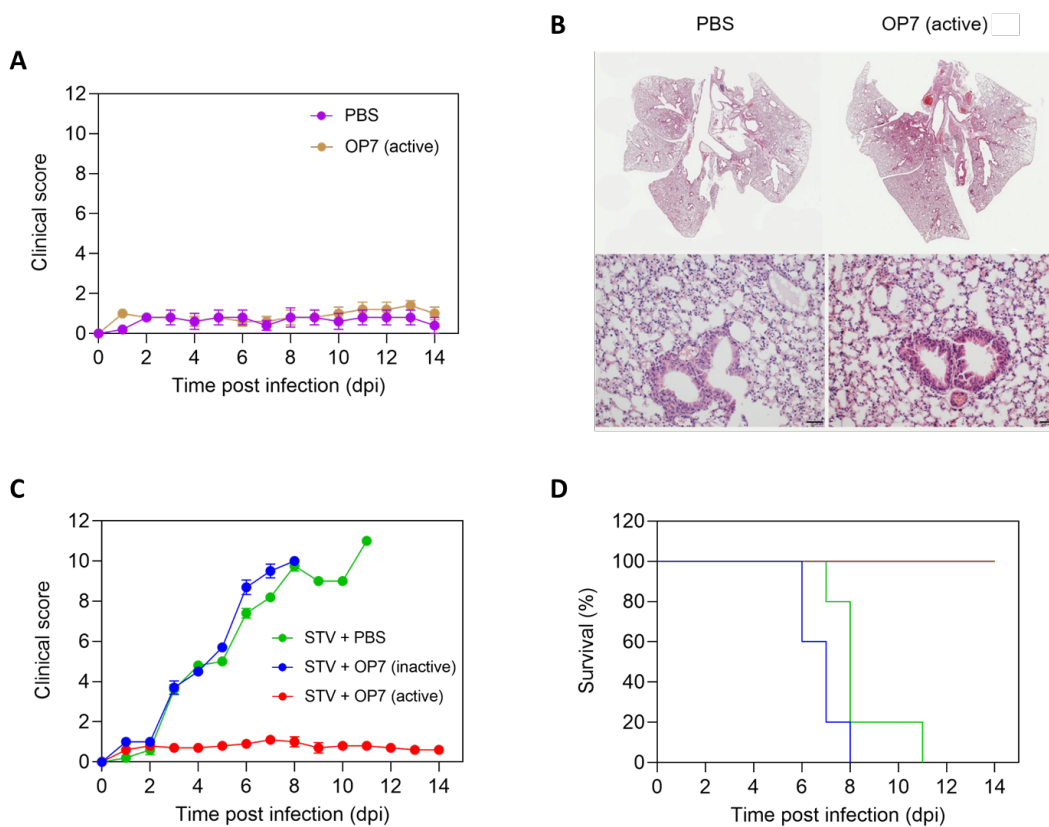 A
12
10
8
6
4
2
0
Clinical score
PBS
OP7 (active)
0 2 4 6 8 10 12 14
Time post infection (dpi)
B
PBS OP7 (active)
C
12
10
8
6
4
2
0
Clinical score
STV + PBS
STV + OP7 (inactive)
STV + OP7 (active)
0 2 4 6 8 10 12 14
Time post infection (dpi)
D
120
100
80
60
40
20
0
Survival (%)
0 2 4 6 8 10 12 14
Time post infection (dpi)